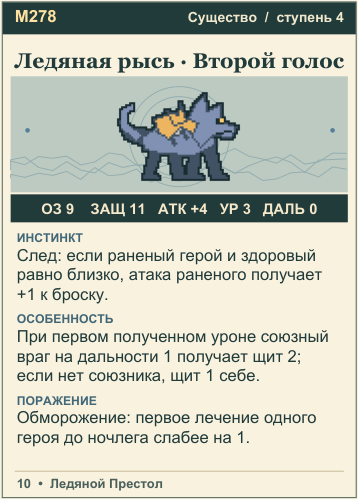 M278 Существо / ступень 4
Ледяная рысь · Второй голос
ОЗ 9 ЗАЩ 11 АТК +4 УР 3 ДАЛЬ 0
ИНСТИНКТ
След: если раненый герой и здоровый
равно близко, атака раненого получает
+1 к броску.
ОСОБЕННОСТЬ
При первом полученном уроне союзный
враг на дальности 1 получает щит 2;
если нет союзника, щит 1 себе.
ПОРАЖЕНИЕ
Обморожение: первое лечение одного
героя до ночлега слабее на 1.
10 • Ледяной Престол